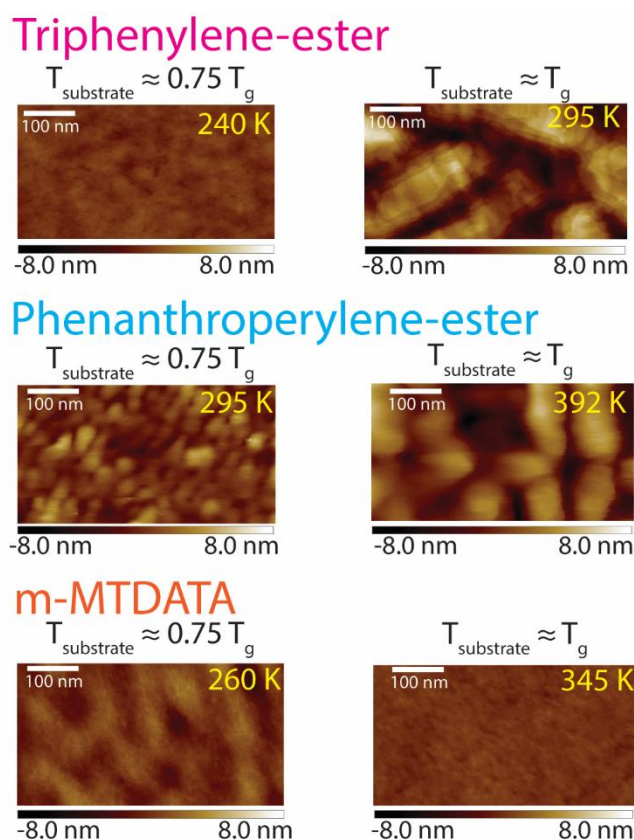 Triphenylene-ester
T_substrate ≈ 0.75 T_g
T_substrate ≈ T_g
100 nm
240 K
100 nm
295 K
-8.0 nm 8.0 nm
-8.0 nm 8.0 nm
Phenanthroperylene-ester
T_substrate ≈ 0.75 T_g
T_substrate ≈ T_g
100 nm
295 K
100 nm
392 K
-8.0 nm 8.0 nm
-8.0 nm 8.0 nm
m-MTDATA
T_substrate ≈ 0.75 T_g
T_substrate ≈ T_g
100 nm
260 K
100 nm
345 K
-8.0 nm 8.0 nm
-8.0 nm 8.0 nm